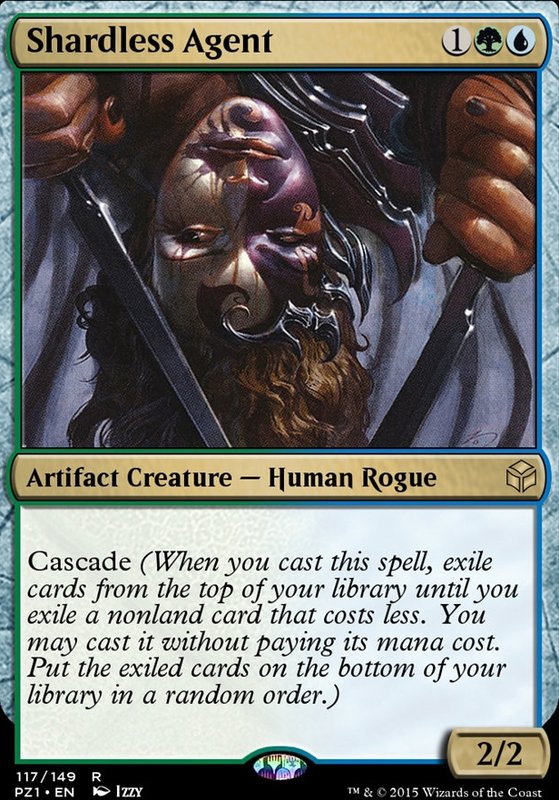 Shardless Agent 1
Artifact Creature — Human Rogue
Cascade (When you cast this spell, exile
cards from the top of your library until you
exile a nonland card that costs less. You
may cast it without paying its mana cost.
Put the exiled cards on the bottom of your
library in a random order.)
2/2
117/149 R
PZ1 • EN Izzy
™ & © 2015 Wizards of the Coast